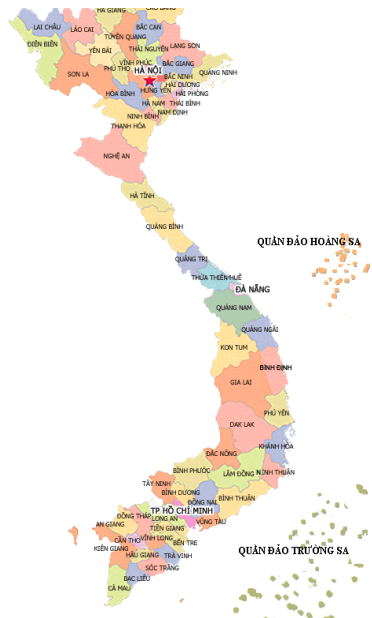 HÀ GIANG
CAO BẰNG
LAI CHÂU
LÀO CAI
BẮC CẠN
TUYÊN QUANG
ĐIÊN BIÊN
YÊN BÁI
THÁI NGUYÊN
LẠNG SƠN
VĨNH PHÚC
BẮC GIANG
PHÚ THỌ
SƠN LA
HÀ NỘI
BẮC NINH
QUẢNG NINH
HẢI DƯƠNG
HÒA BÌNH
HƯNG YÊN
HẢI PHÒNG
HÀ NAM
THÁI BÌNH
NINH BÌNH
NAM ĐỊNH
THANH HÓA
NGHỆ AN
HÀ TĨNH
QUẢNG BÌNH
QUẦN ĐẢO HOÀNG SA
QUẢNG TRỊ
THỪA THIÊN/HUẾ
ĐÀ NẴNG
QUẢNG NAM
QUẢNG NGÃI
KON TUM
BÌNH ĐỊNH
GIA LAI
PHÚ YÊN
DAK LAK
KHÁNH HÒA
ĐĂC NÔNG
BÌNH PHƯỚC
LÂM ĐỒNG
NINH THUẬN
TÂY NINH
BÌNH DƯƠNG
BÌNH THUẬN
ĐỒNG NAI
TP HỒ CHÍ MINH
ĐỒNG THÁP
LONG AN
VŨNG TÀU
AN GIANG
TIỀN GIANG
CẦN THƠ
VĨNH LONG
BẾN TRE
KIÊN GIANG
HẬU GIANG
TRÀ VINH
QUẦN ĐẢO TRƯỜNG SA
SÓC TRĂNG
BẠC LIÊU
CÀ MAU